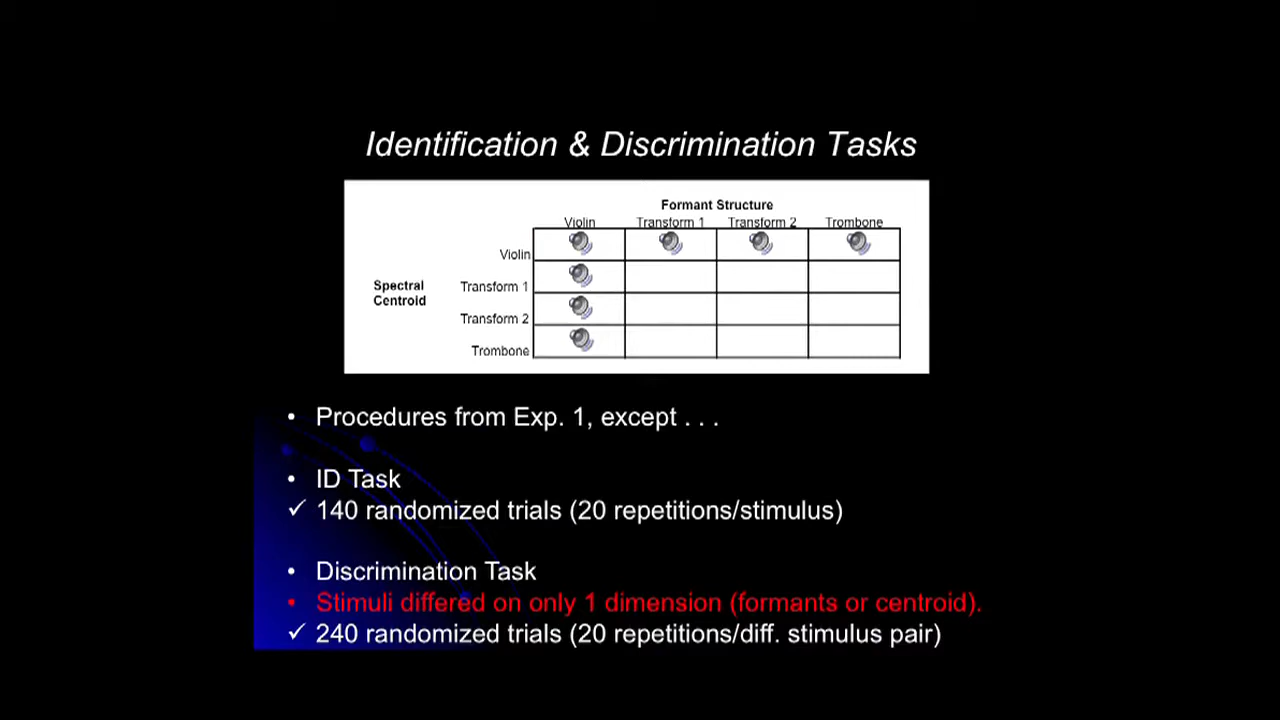 Identification & Discrimination Tasks
Formant Structure
Violin Transform 1 Transform 2 Trombone
Violin
Spectral Centroid
Transform 1
Transform 2
Trombone
• Procedures from Exp. 1, except . . .
• ID Task
✓ 140 randomized trials (20 repetitions/stimulus)
• Discrimination Task
• Stimuli differed on only 1 dimension (formants or centroid).
✓ 240 randomized trials (20 repetitions/diff. stimulus pair)